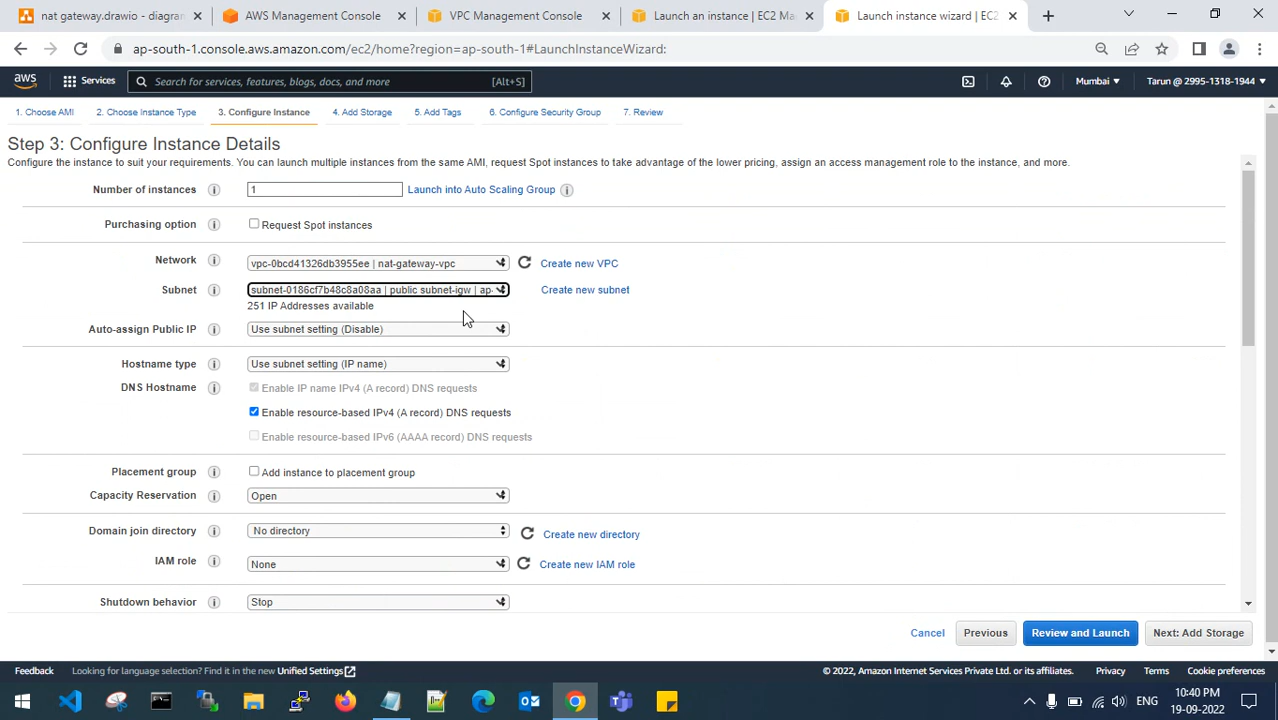 nat gateway.drawio - diagram
AWS Management Console
VPC Management Console
Launch an instance | EC2 Ma
Launch instance wizard | EC2
ap-south-1.console.aws.amazon.com/ec2/home?region=ap-south-1#LaunchInstanceWizard:
aws
Services
Search for services, features, blogs, docs, and more
[Alt+S]
Mumbai
Tarun @ 2995-1318-1944
1. Choose AMI
2. Choose Instance Type
3. Configure Instance
4. Add Storage
5. Add Tags
6. Configure Security Group
7. Review
Step 3: Configure Instance Details
Configure the instance to suit your requirements. You can launch multiple instances from the same AMI, request Spot instances to take advantage of the lower pricing, assign an access management role to the instance, and more.
Number of instances
1
Launch into Auto Scaling Group
Purchasing option
Request Spot instances
Network
vpc-0bcd41326db3955ee | nat-gateway-vpc
Create new VPC
Subnet
subnet-0186cf7b48c8a08aa | public subnet-igw | ap-
Create new subnet
251 IP Addresses available
Auto-assign Public IP
Use subnet setting (Disable)
Hostname type
Use subnet setting (IP name)
DNS Hostname
Enable IP name IPv4 (A record) DNS requests
Enable resource-based IPv4 (A record) DNS requests
Enable resource-based IPv6 (AAAA record) DNS requests
Placement group
Add instance to placement group
Capacity Reservation
Open
Domain join directory
No directory
Create new directory
IAM role
None
Create new IAM role
Shutdown behavior
Stop
Cancel
Previous
Review and Launch
Next: Add Storage
Feedback
Looking for language selection? Find it in the new Unified Settings
© 2022, Amazon Internet Services Private Ltd. or its affiliates.
Privacy
Terms
Cookie preferences
ENG
10:40 PM
19-09-2022